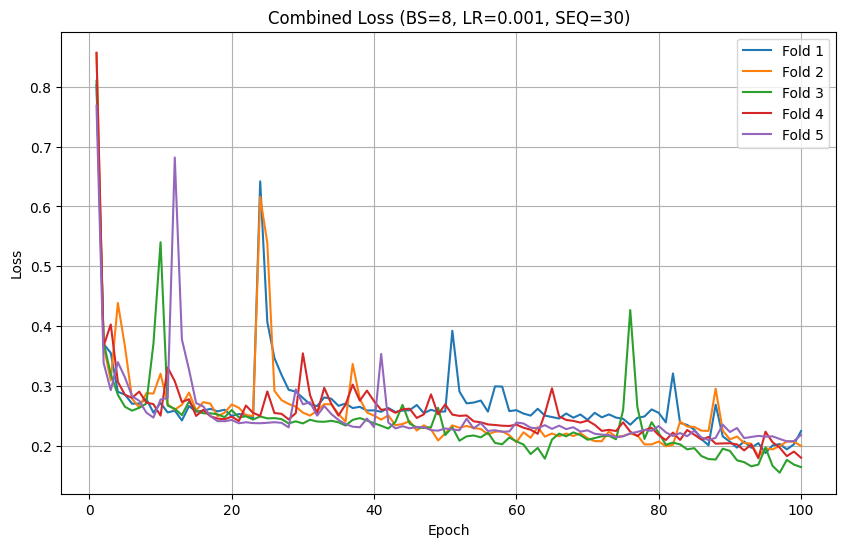 Combined Loss (BS=8, LR=0.001, SEQ=30)
Fold 1
Fold 2
Fold 3
Fold 4
Fold 5
Loss
0.8
0.7
0.6
0.5
0.4
0.3
0.2
0 20 40 60 80 100
Epoch